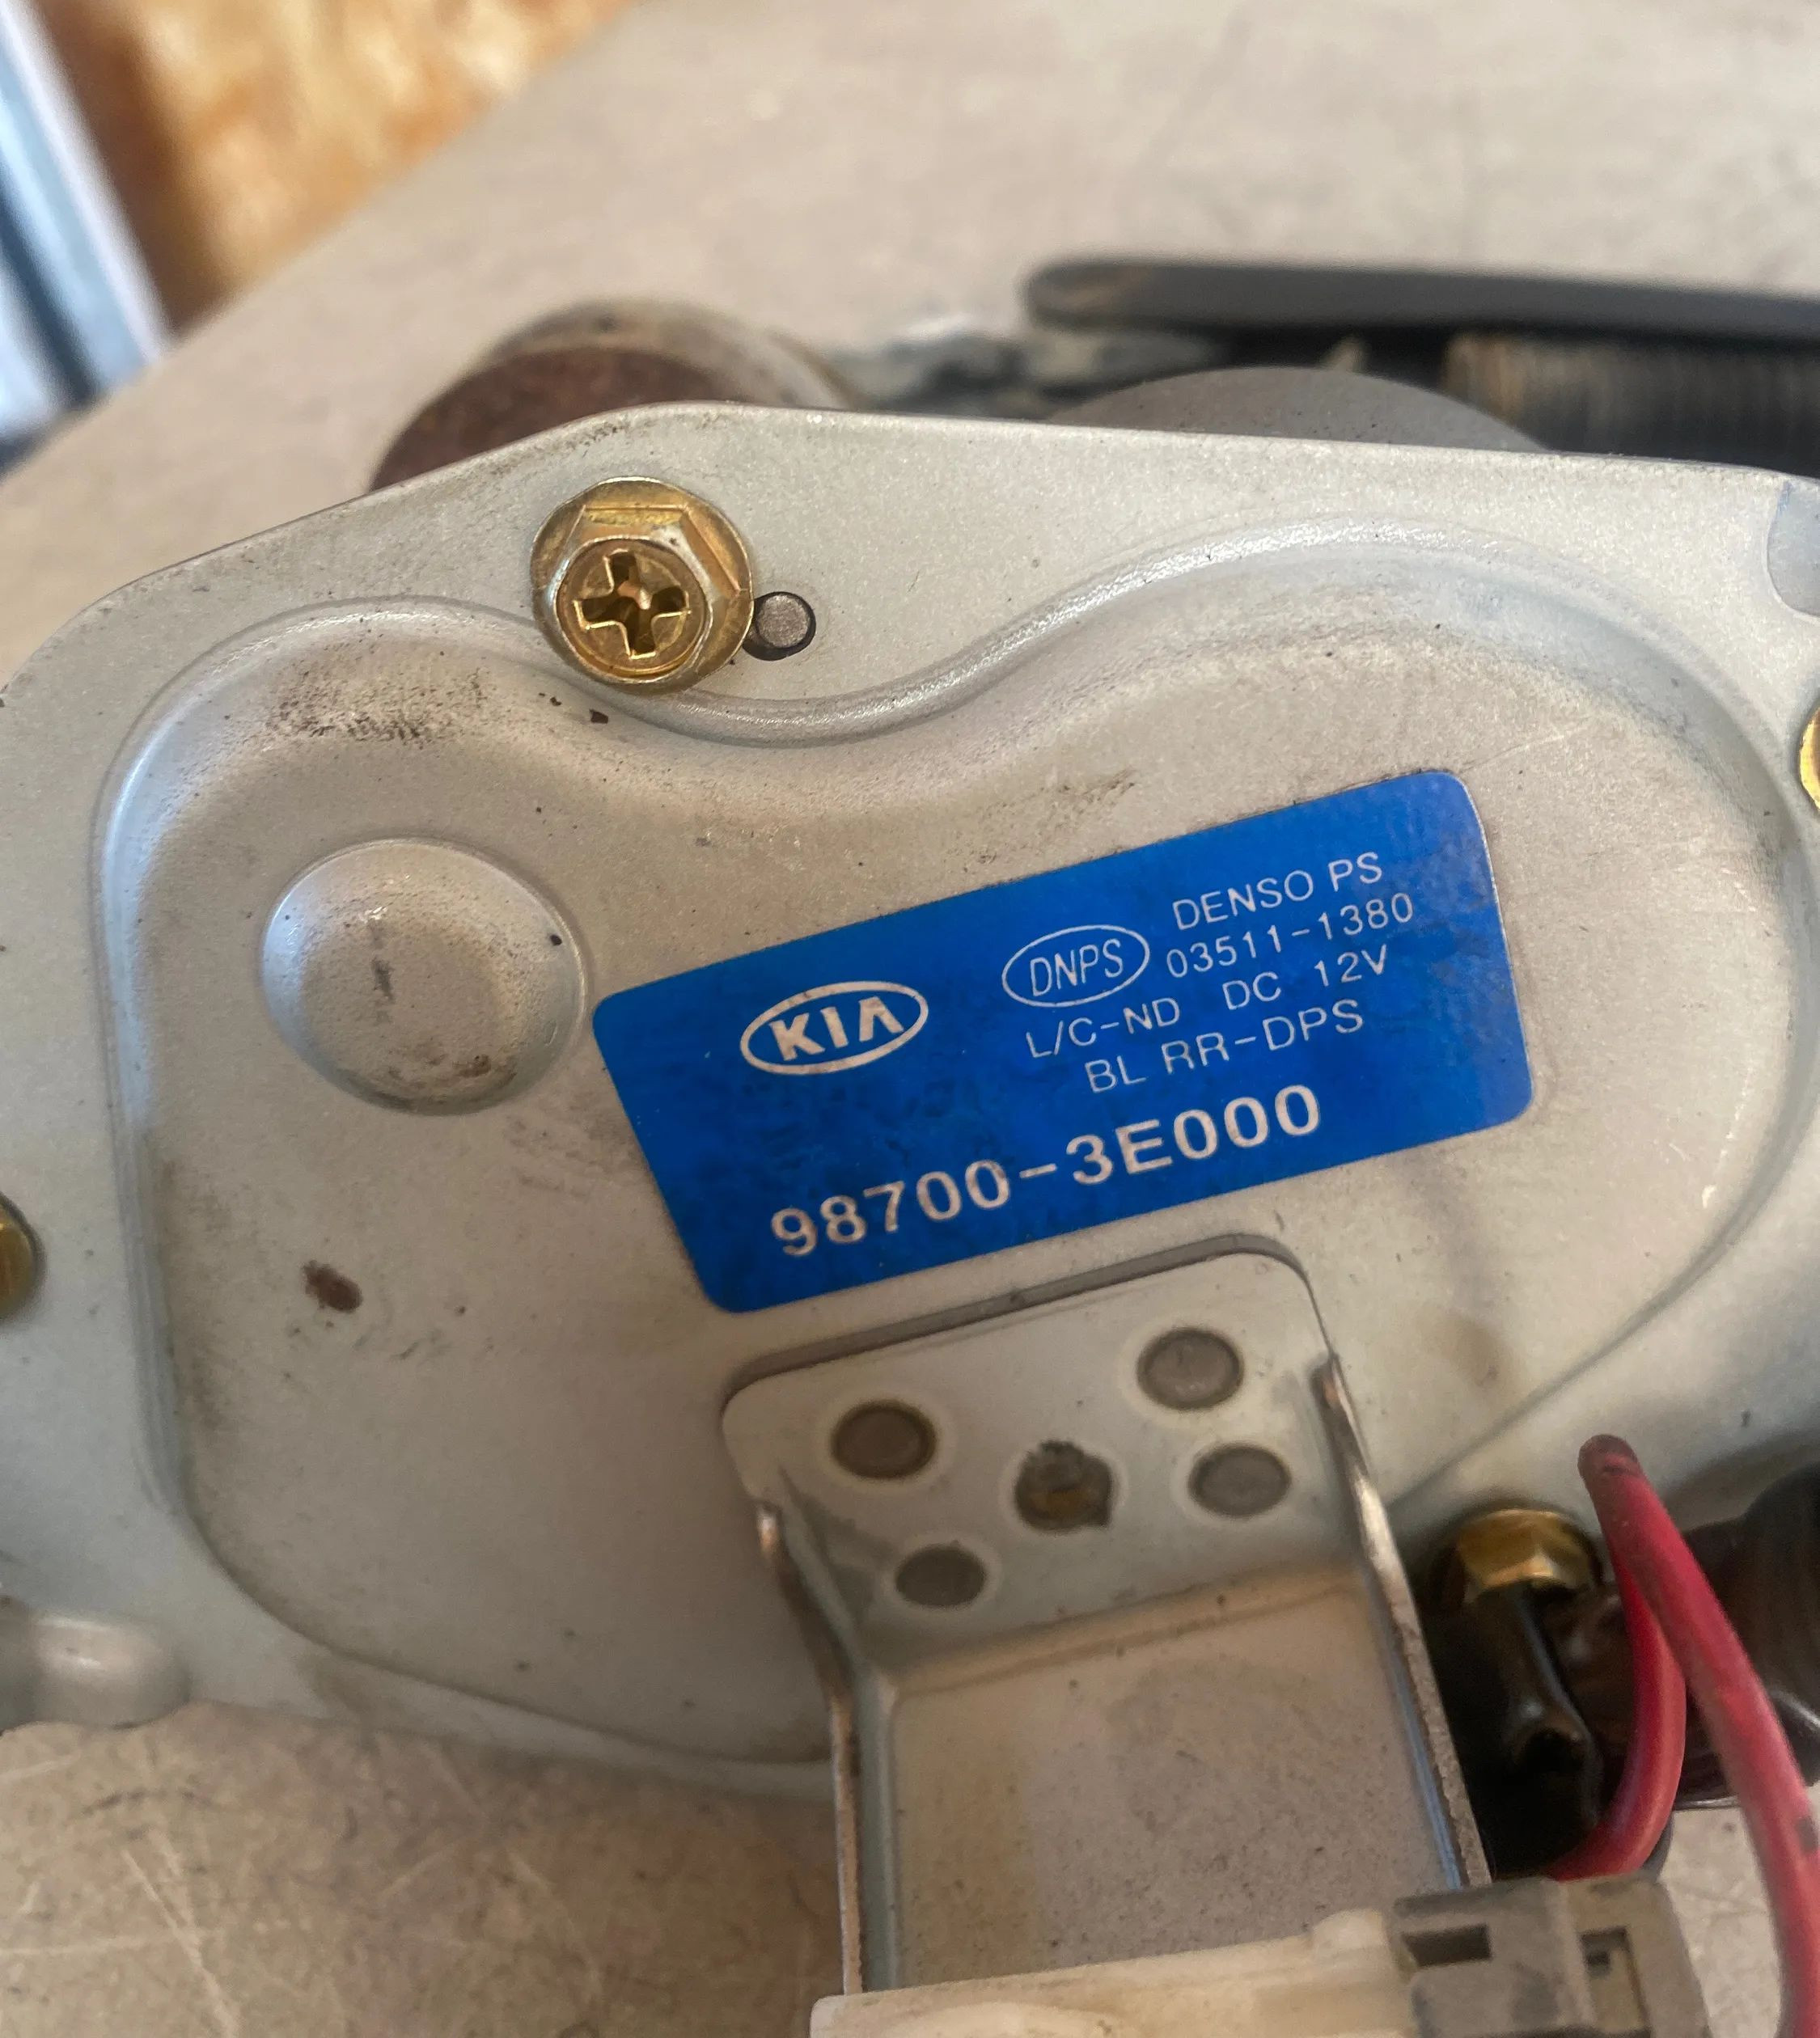 KIA
DNPS
DENSO PS
03511-1380
L/C-ND DC 12V
BL RR-DPS
98700-3E000